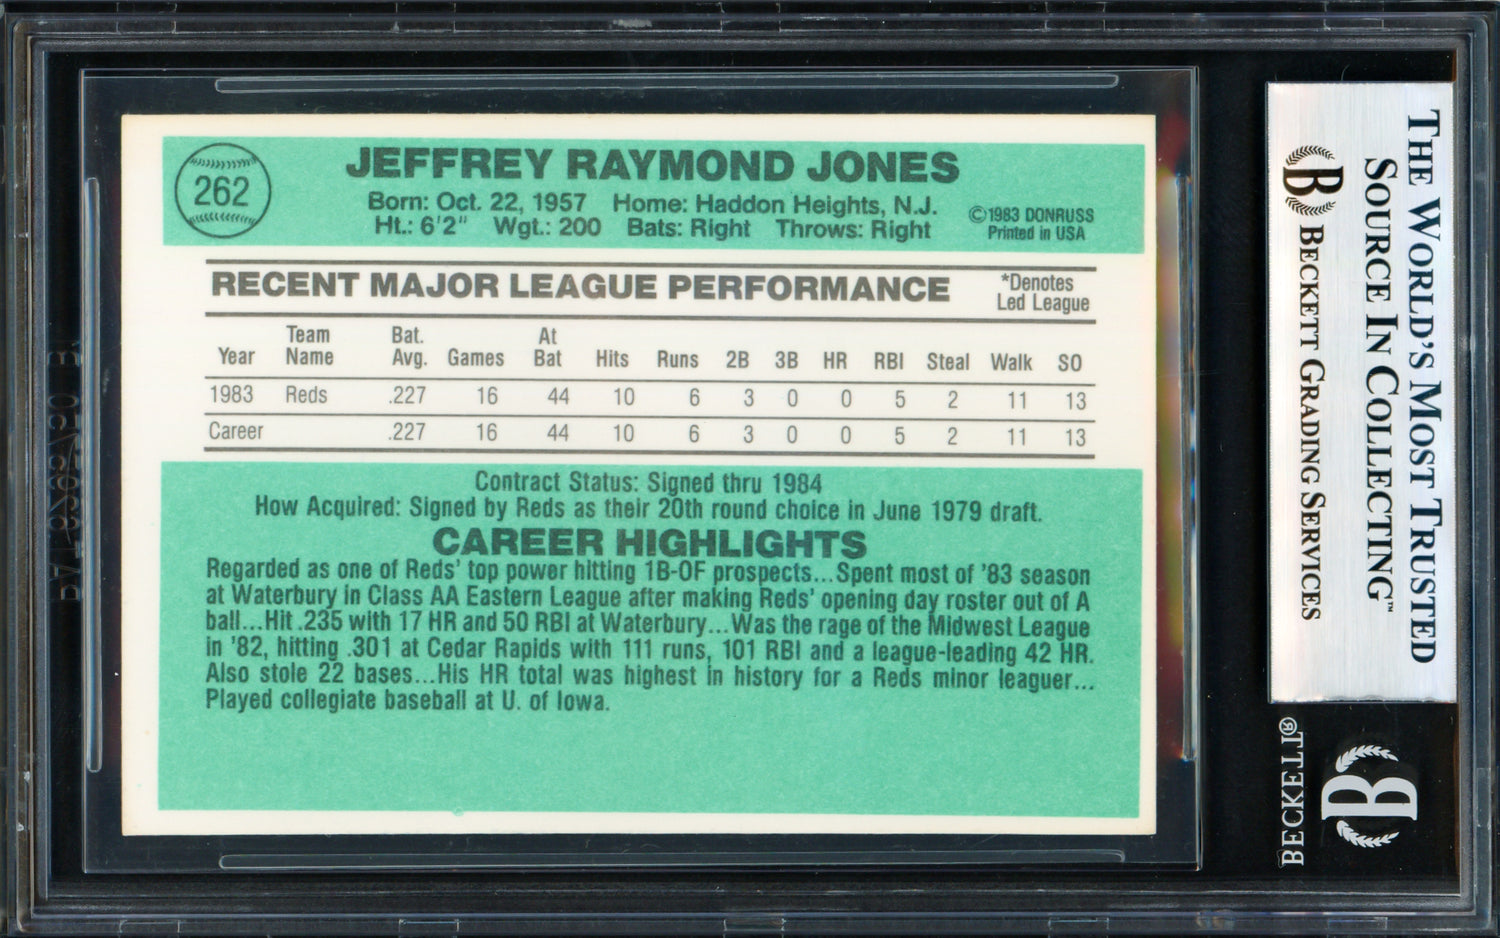 262
JEFFREY RAYMOND JONES
Born: Oct. 22, 1957 Home: Haddon Heights, N.J.
Ht.: 6'2" Wgt.: 200 Bats: Right Throws: Right
©1983 DONRUSS
Printed in USA
RECENT MAJOR LEAGUE PERFORMANCE
*Denotes
Led League
Year Team Name Bat. Avg. Games At Bat Hits Runs 2B 3B HR RBI Steal Walk SO
1983 Reds .227 16 44 10 6 3 0 0 5 2 11 13
Career .227 16 44 10 6 3 0 0 5 2 11 13
Contract Status: Signed thru 1984
How Acquired: Signed by Reds as their 20th round choice in June 1979 draft.
CAREER HIGHLIGHTS
Regarded as one of Reds' top power hitting 1B-OF prospects...Spent most of '83 season
at Waterbury in Class AA Eastern League after making Reds' opening day roster out of A
ball...Hit .235 with 17 HR and 50 RBI at Waterbury...Was the rage of the Midwest League
in '82, hitting .301 at Cedar Rapids with 111 runs, 101 RBI and a league-leading 42 HR.
Also stole 22 bases...His HR total was highest in history for a Reds minor leaguer...
Played collegiate baseball at U. of Iowa.
THE WORLD'S MOST TRUSTED
SOURCE IN COLLECTING™
B BECKETT GRADING SERVICES
B
BECKETT®